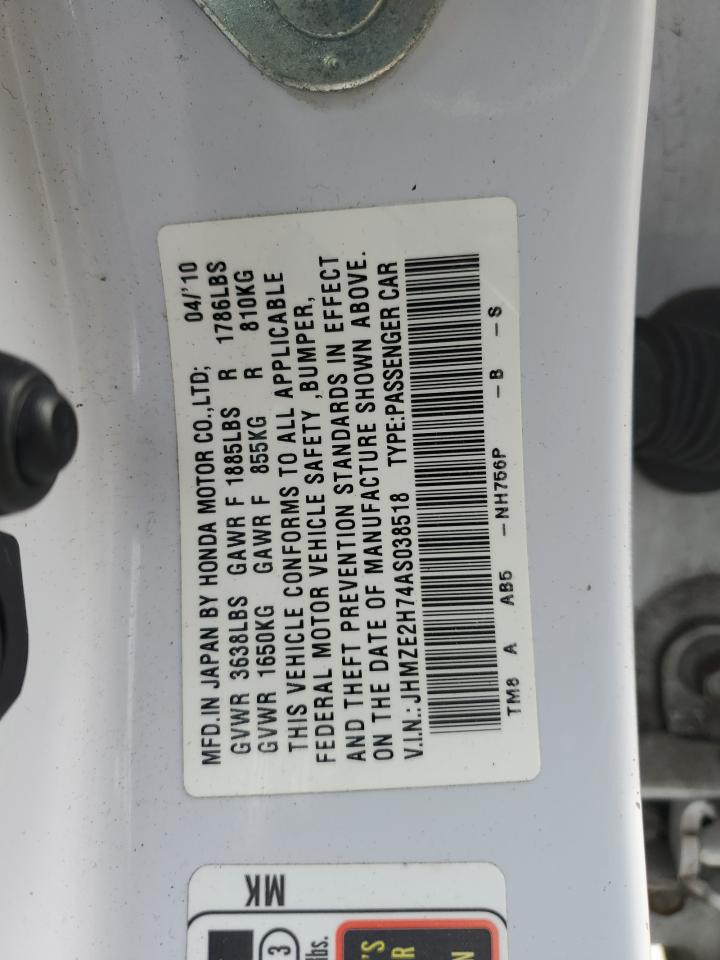 MFD.IN JAPAN BY HONDA MOTOR CO.,LTD; 04/'10
GVWR 3638LBS GAWR F 1885LBS R 1786LBS
GVWR 1650KG GAWR F 855KG R 810KG
THIS VEHICLE CONFORMS TO ALL APPLICABLE
FEDERAL MOTOR VEHICLE SAFETY ,BUMPER,
AND THEFT PREVENTION STANDARDS IN EFFECT
ON THE DATE OF MANUFACTURE SHOWN ABOVE.
V.I.N.: JHMZE2H74AS038518 TYPE:PASSENGER CAR
TM8 A AB5 -NH756P -B -S
MK
3
lbs.
'S
R
N